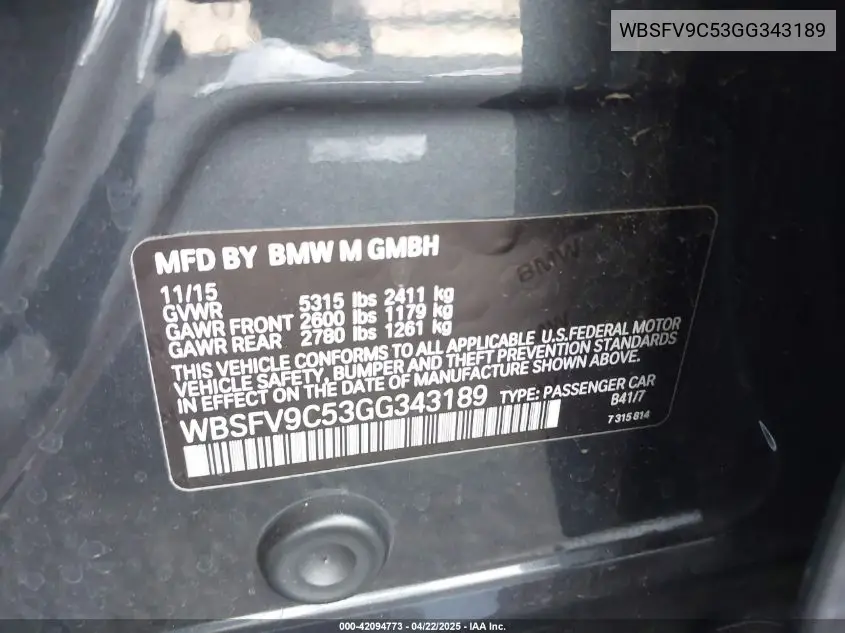 WBSFV9C53GG343189
MFD BY BMW M GMBH
BMW
11/15
GVWR 5315 lbs 2411 kg
GAWR FRONT 2600 lbs 1179 kg
GAWR REAR 2780 lbs 1261 kg
THIS VEHICLE CONFORMS TO ALL APPLICABLE U.S.FEDERAL MOTOR
VEHICLE SAFETY, BUMPER AND THEFT PREVENTION STANDARDS
IN EFFECT ON THE DATE OF MANUFACTURE SHOWN ABOVE.
WBSFV9C53GG343189 TYPE: PASSENGER CAR
B41/7
7 315 814
000-42094773 - 04/22/2025 - IAA Inc.